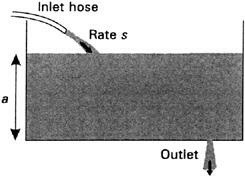 Inlet hose
Rate s
a
Outlet